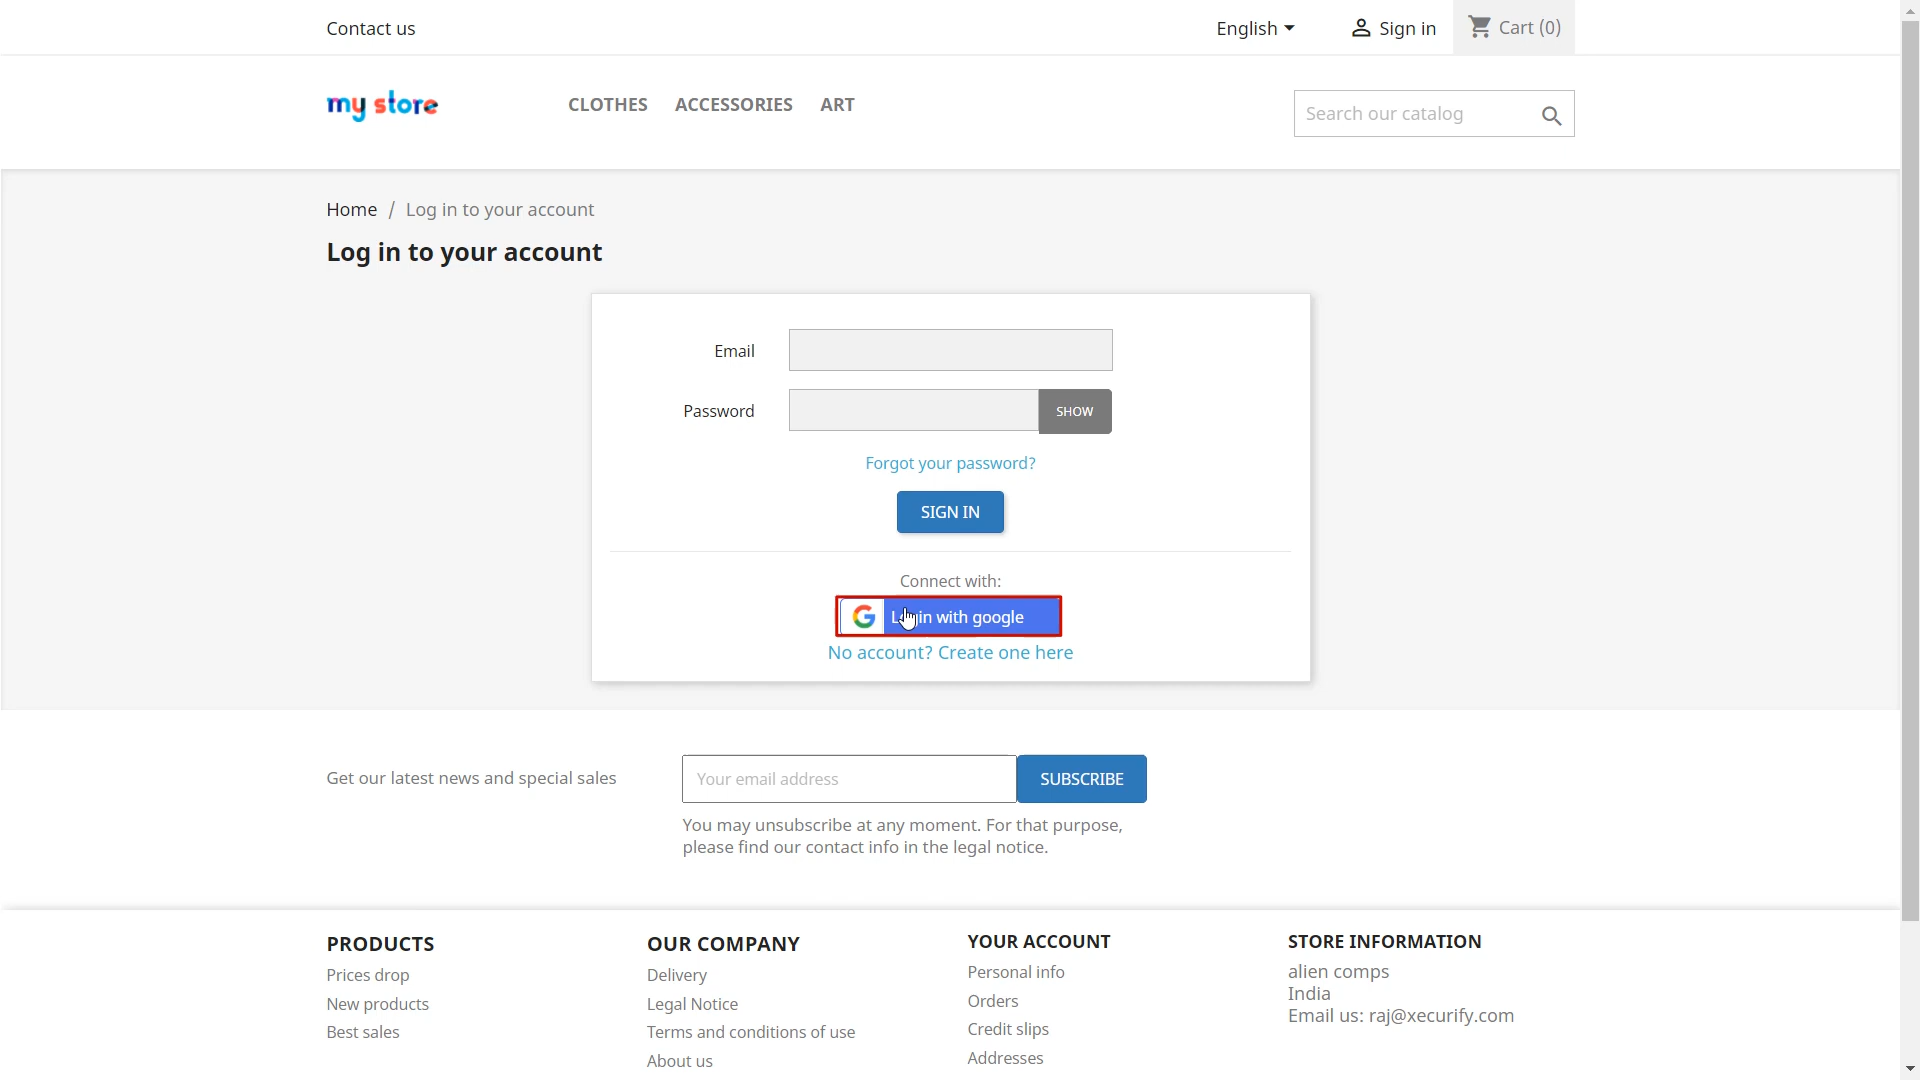 Contact us
English
Sign in
Cart (0)
my store
CLOTHES ACCESSORIES ART
Search our catalog
Home / Log in to your account
Log in to your account
Email
Password
SHOW
Forgot your password?
SIGN IN
Connect with:
Login with google
No account? Create one here
Get our latest news and special sales
Your email address
SUBSCRIBE
You may unsubscribe at any moment. For that purpose,
please find our contact info in the legal notice.
PRODUCTS
Prices drop
New products
Best sales
OUR COMPANY
Delivery
Legal Notice
Terms and conditions of use
About us
YOUR ACCOUNT
Personal info
Orders
Credit slips
Addresses
STORE INFORMATION
alien comps
India
Email us: raj@xecurify.com